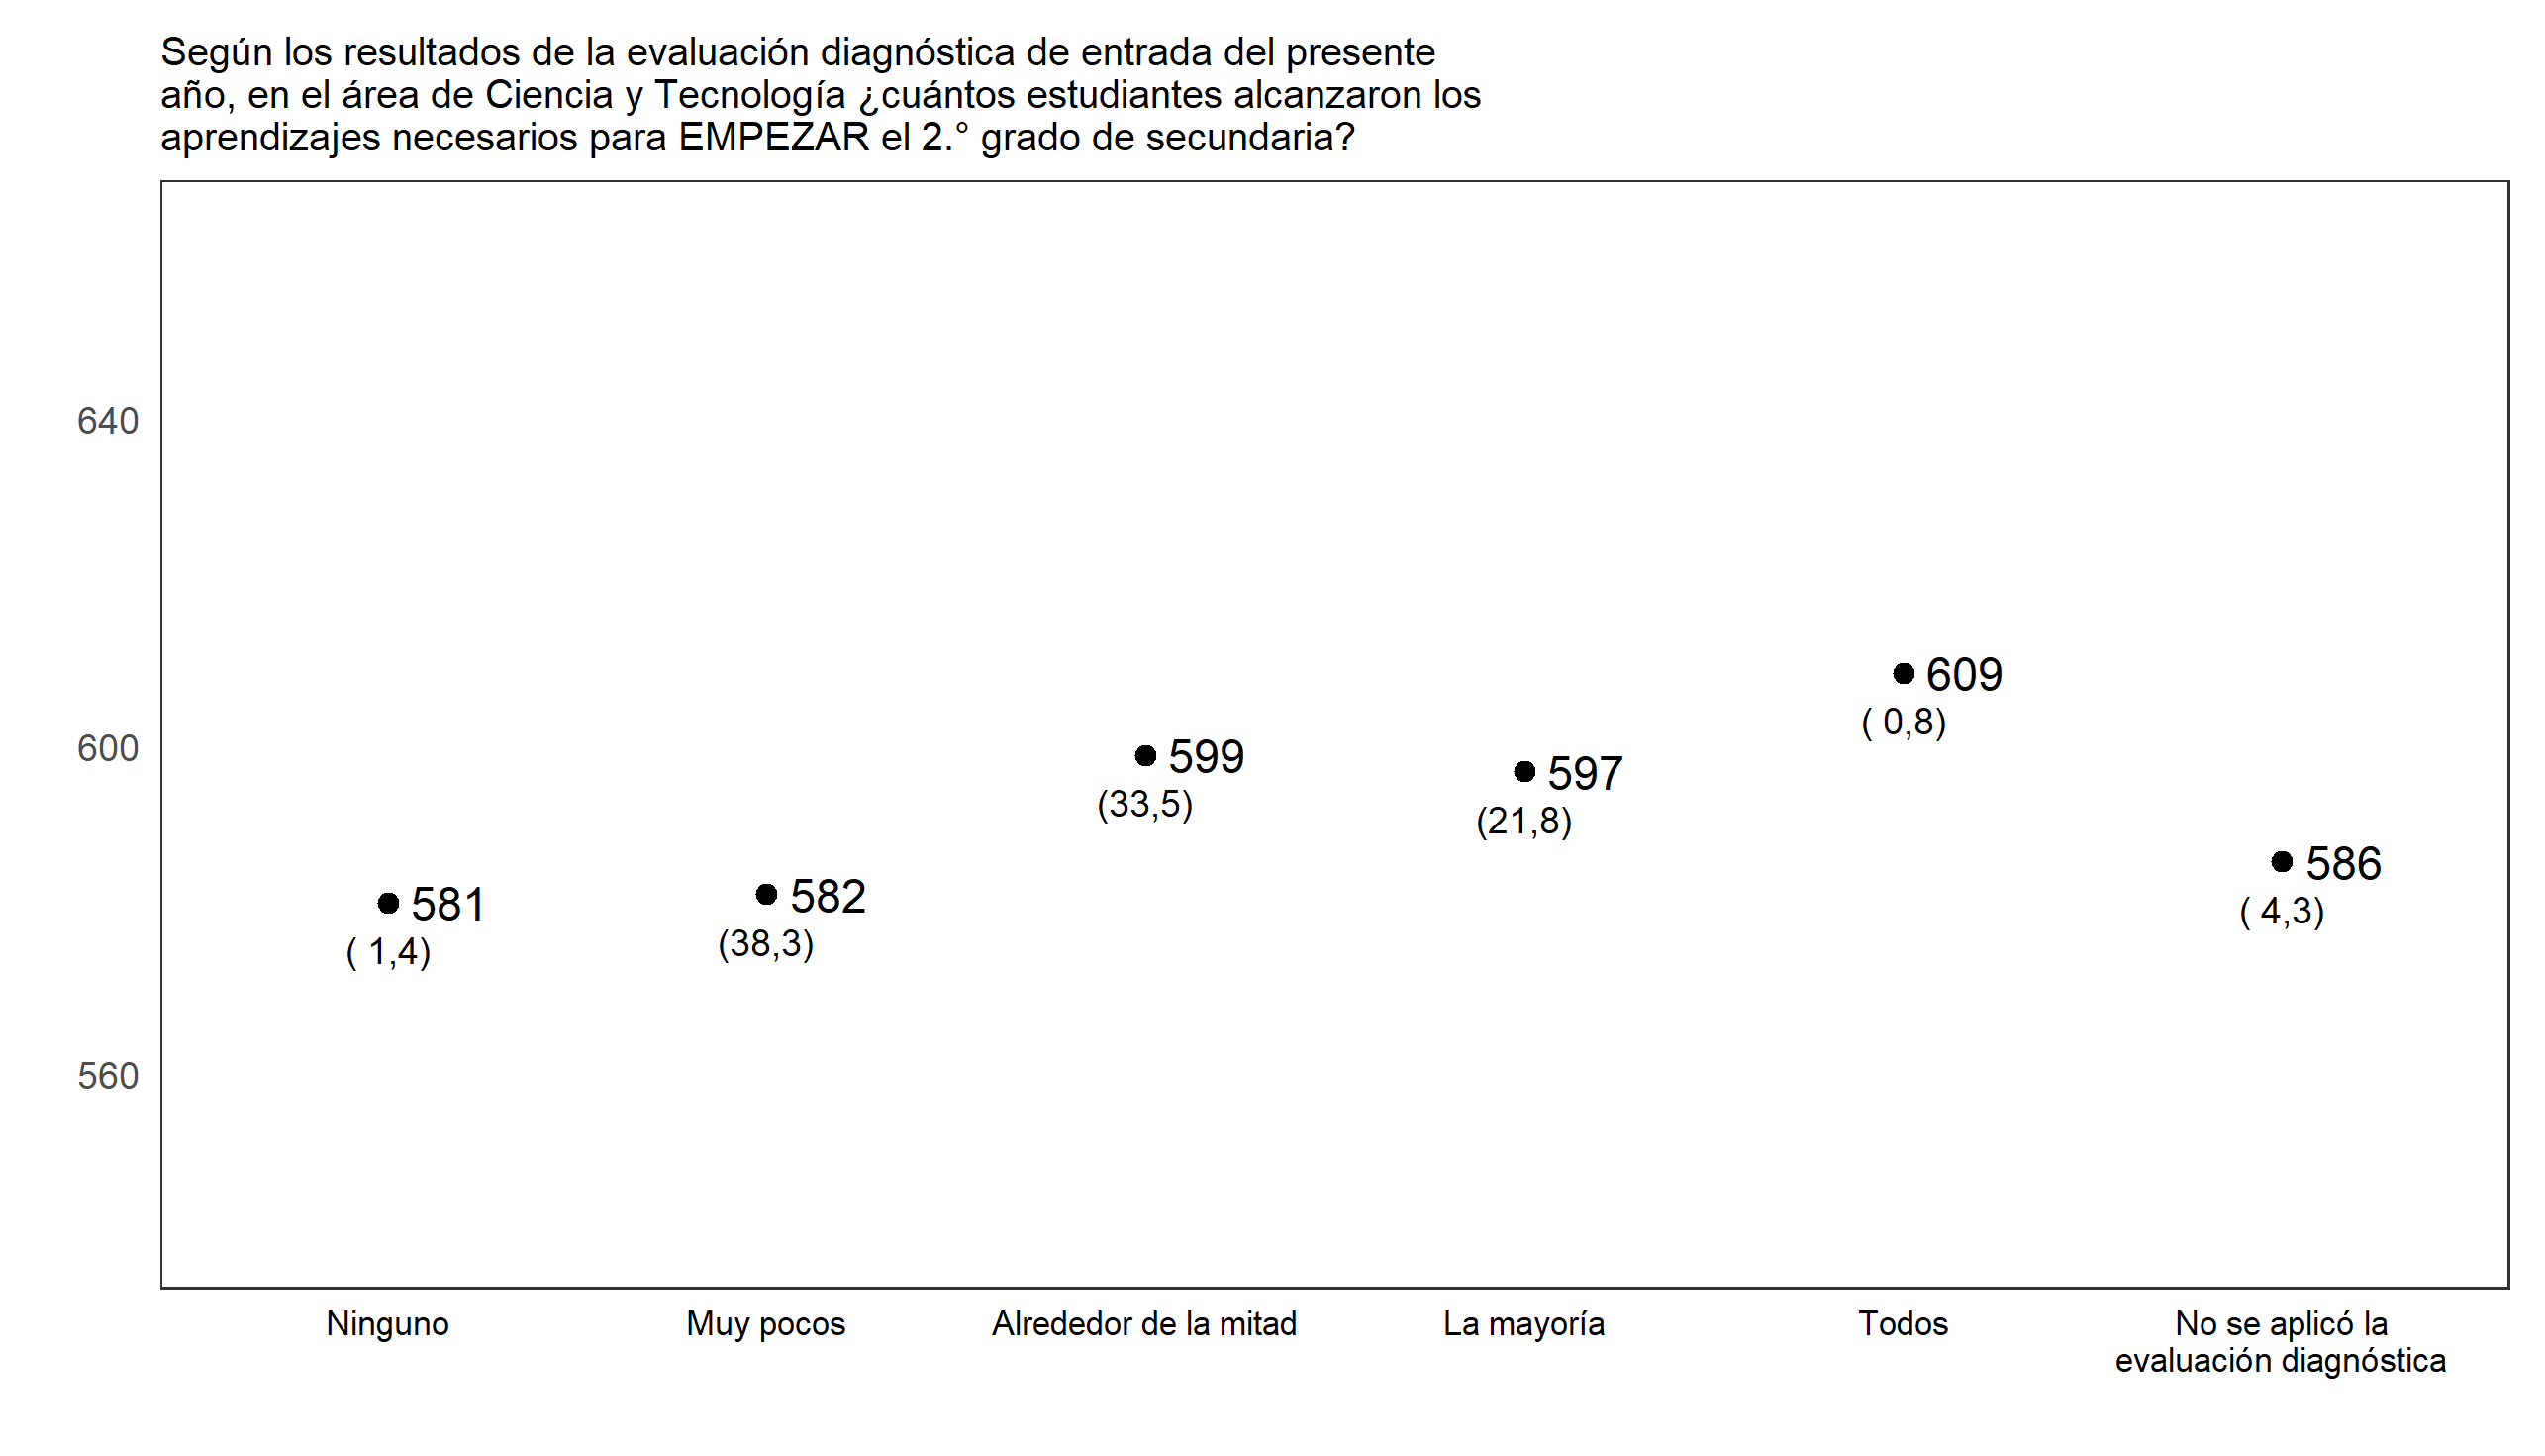 Según los resultados de la evaluación diagnóstica de entrada del presente
año, en el área de Ciencia y Tecnología ¿cuántos estudiantes alcanzaron los
aprendizajes necesarios para EMPEZAR el 2.° grado de secundaria?
640
600
560
581
( 1,4)
582
(38,3)
599
(33,5)
597
(21,8)
609
( 0,8)
586
( 4,3)
Ninguno
Muy pocos
Alrededor de la mitad
La mayoría
Todos
No se aplicó la
evaluación diagnóstica